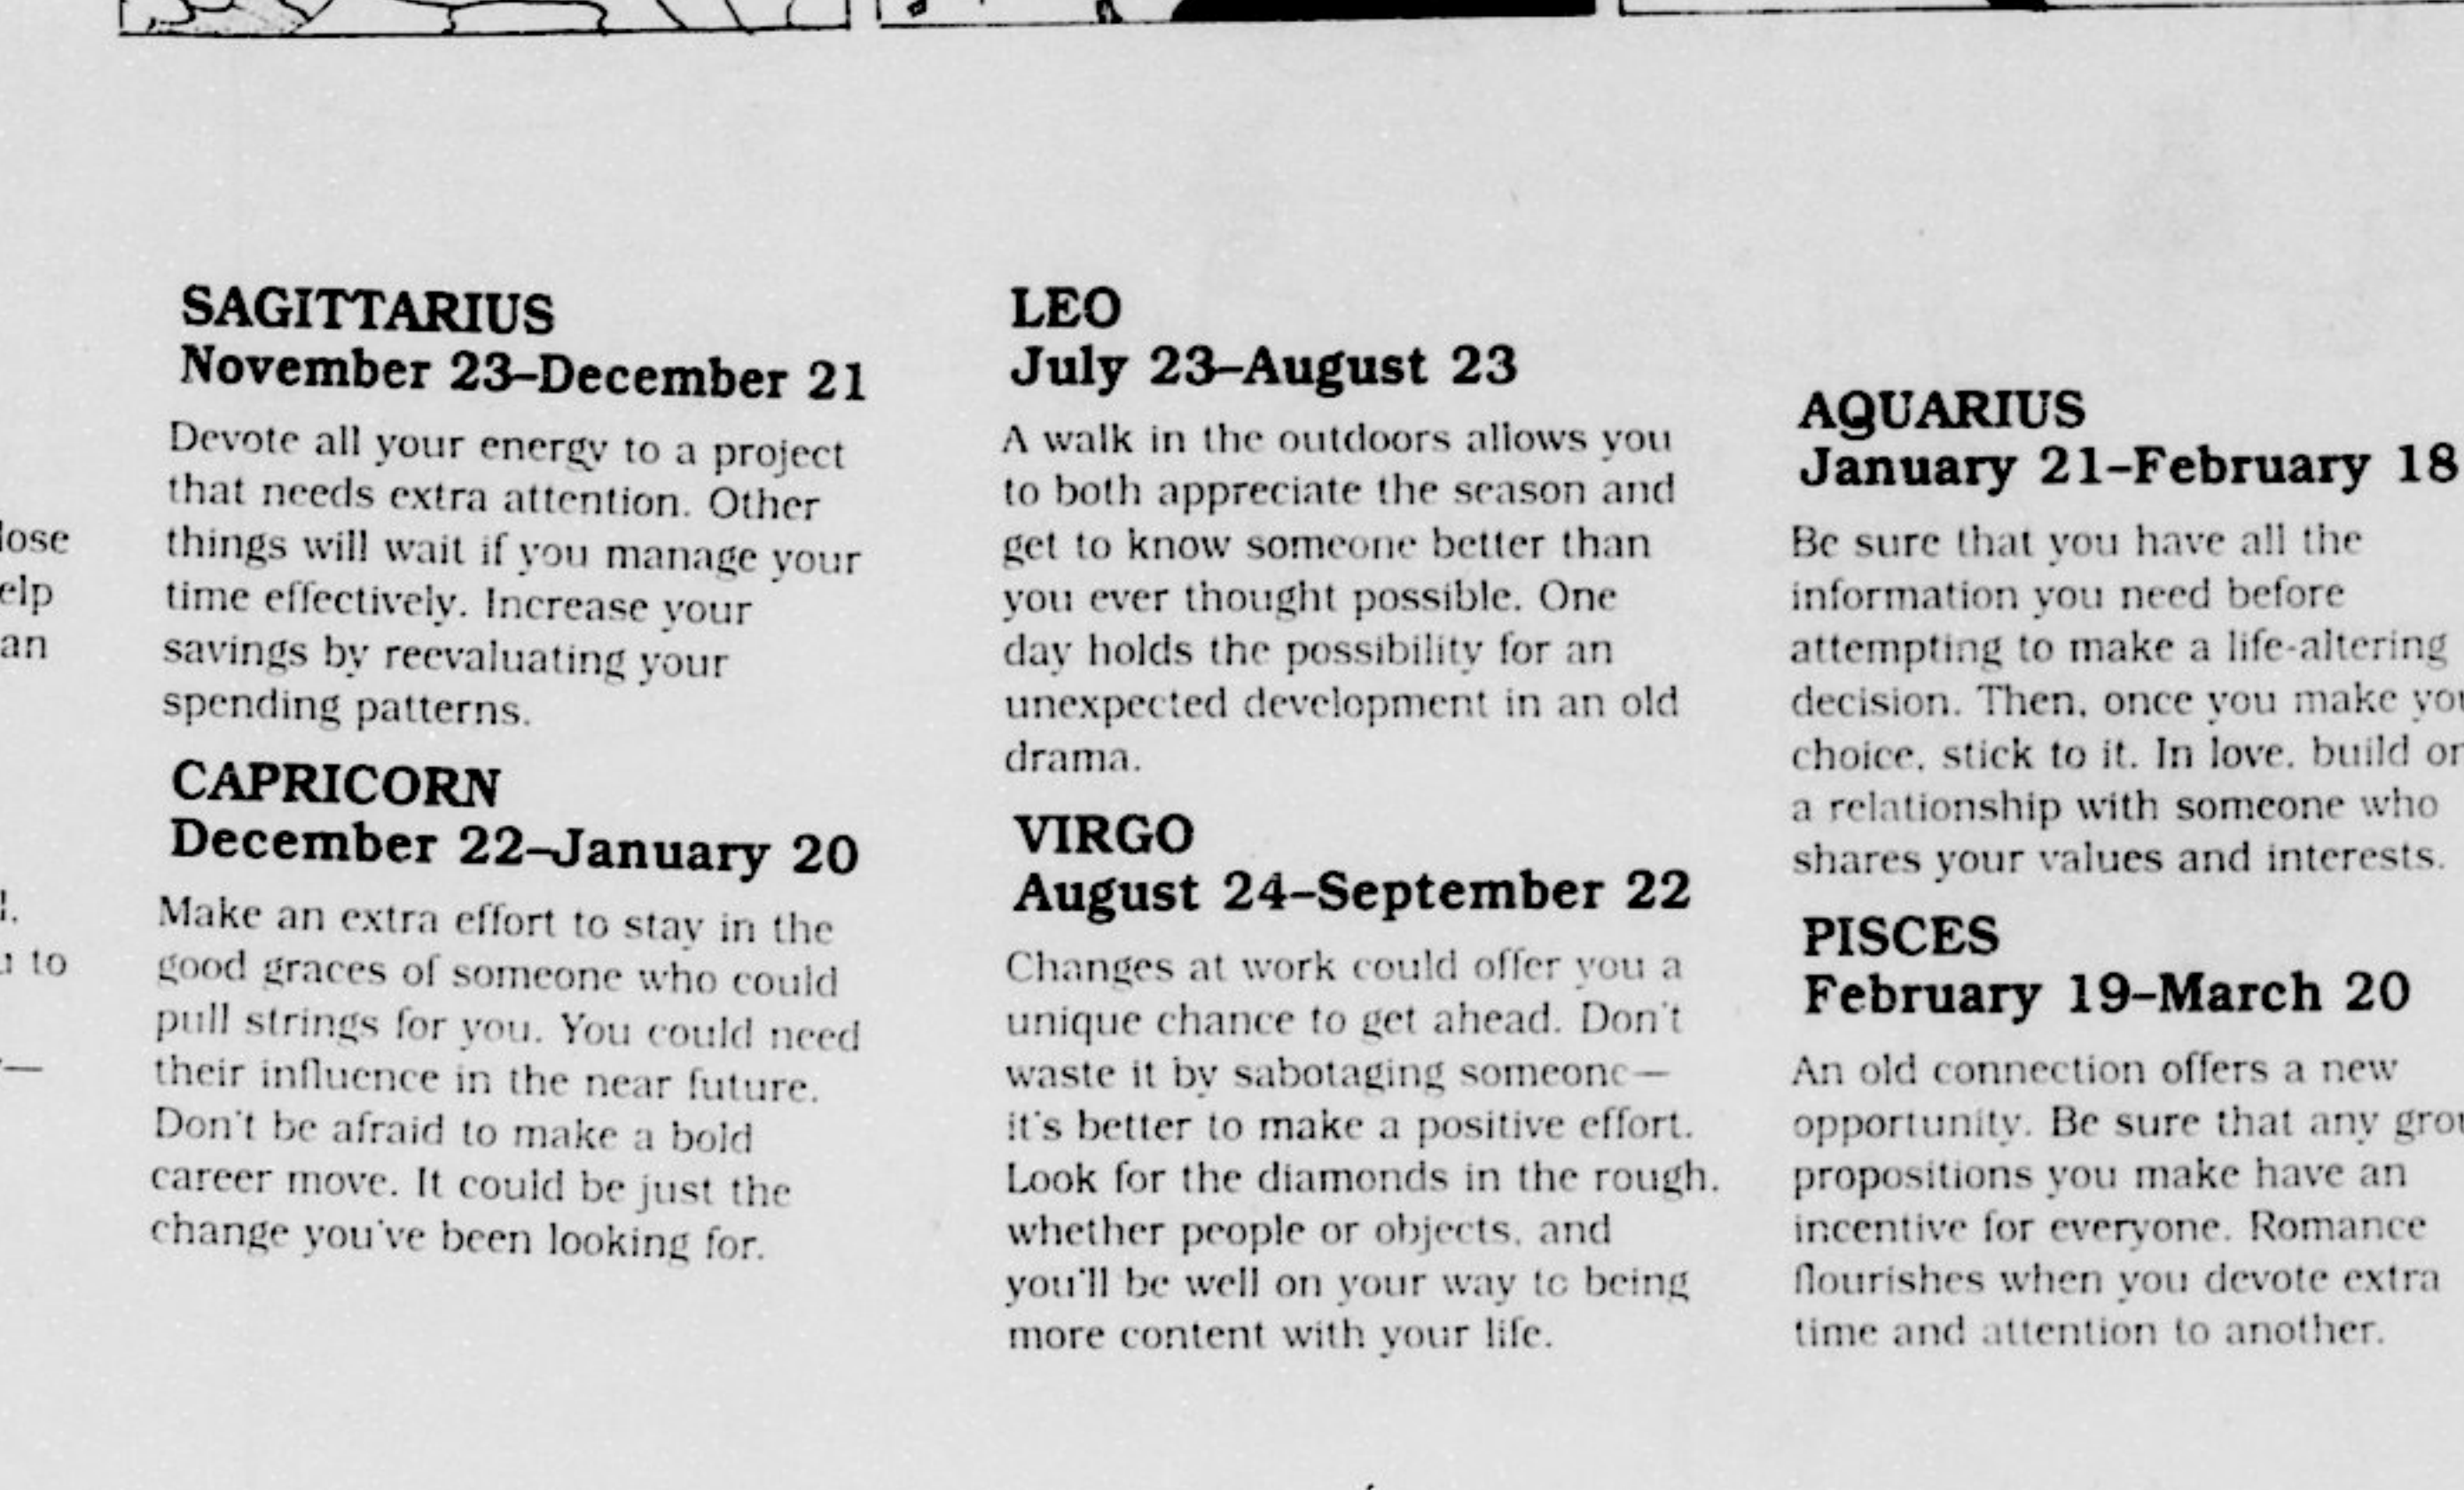 lose
elp
an
l.
to
SAGITTARIUS
November 23–December 21
Devote all your energy to a project
that needs extra attention. Other
things will wait if you manage your
time effectively. Increase your
savings by reevaluating your
spending patterns.
CAPRICORN
December 22–January 20
Make an extra effort to stay in the
good graces of someone who could
pull strings for you. You could need
their influence in the near future.
Don't be afraid to make a bold
career move. It could be just the
change you've been looking for.
LEO
July 23–August 23
A walk in the outdoors allows you
to both appreciate the season and
get to know someone better than
you ever thought possible. One
day holds the possibility for an
unexpected development in an old
drama.
VIRGO
August 24–September 22
Changes at work could offer you a
unique chance to get ahead. Don't
waste it by sabotaging someone—
it's better to make a positive effort.
Look for the diamonds in the rough.
whether people or objects, and
you'll be well on your way to being
more content with your life.
AQUARIUS
January 21–February 18
Be sure that you have all the
information you need before
attempting to make a life-altering
decision. Then, once you make you
choice, stick to it. In love, build on
a relationship with someone who
shares your values and interests.
PISCES
February 19–March 20
An old connection offers a new
opportunity. Be sure that any grou
propositions you make have an
incentive for everyone. Romance
flourishes when you devote extra
time and attention to another.